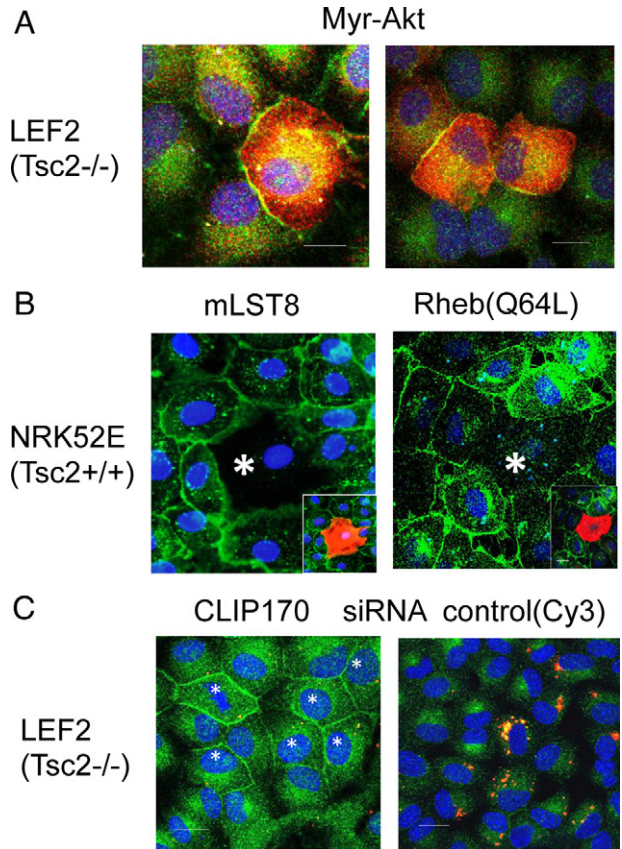 A
Myr-Akt
LEF2
(Tsc2-/-)
B
mLST8
Rheb(Q64L)
NRK52E
(Tsc2+/+)
*
*
C
CLIP170 siRNA control(Cy3)
LEF2
(Tsc2-/-)
*
*
*
*
*
*